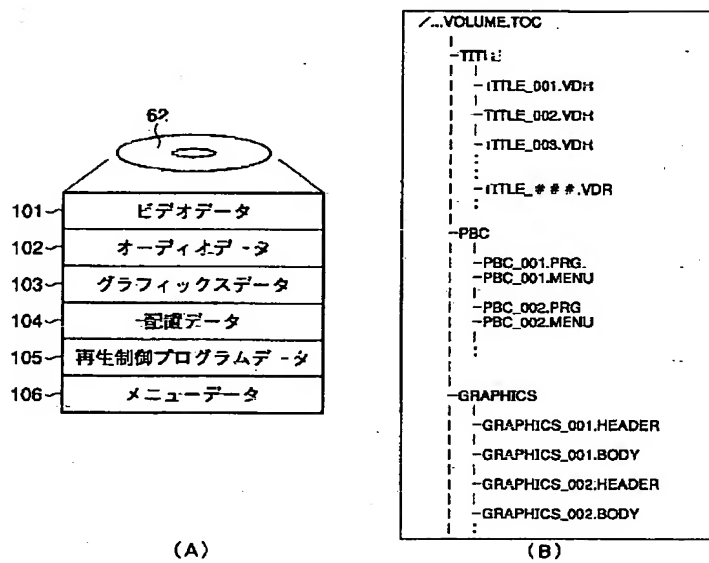 62
101 ビデオデータ
102 オーディオデータ
103 グラフィックスデータ
104 配置データ
105 再生制御プログラムデータ
106 メニューデータ
(A)
/...VOLUME.TOC
-TITLE
-TITLE_001.VDR
-TITLE_002.VDR
-TITLE_003.VDR
-TITLE_###.VDR
-PBC
-PBC_001.PRG
-PBC_001.MENU
-PBC_002.PRG
-PBC_002.MENU
-GRAPHICS
-GRAPHICS_001.HEADER
-GRAPHICS_001.BODY
-GRAPHICS_002.HEADER
-GRAPHICS_002.BODY
(B)